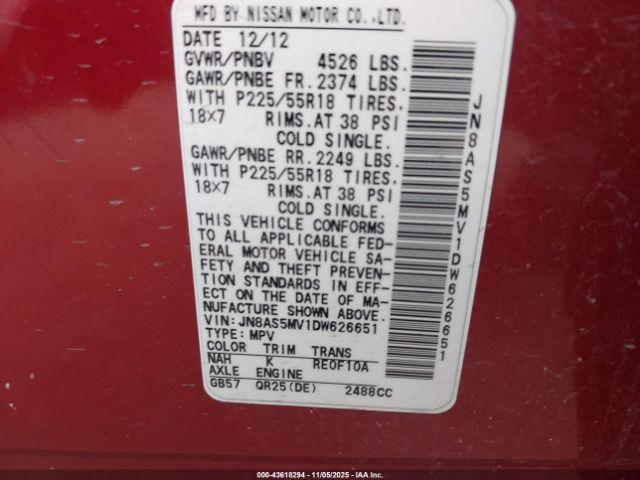 MFD BY NISSAN MOTOR CO.,LTD.
DATE 12/12
GVWR/PNBV 4526 LBS.
GAWR/PNBE FR. 2374 LBS.
WITH P225/55R18 TIRES,
18X7 RIMS.AT 38 PSI
COLD SINGLE.
GAWR/PNBE RR. 2249 LBS.
WITH P225/55R18 TIRES,
18X7 RIMS.AT 38 PSI
COLD SINGLE.
THIS VEHICLE CONFORMS
TO ALL APPLICABLE FED-
ERAL MOTOR VEHICLE SA-
FETY AND THEFT PREVEN-
TION STANDARDS IN EFF-
ECT ON THE DATE OF MA-
NUFACTURE SHOWN ABOVE.
VIN:JN8AS5MV1DW626651
TYPE:MPV
COLOR TRIM TRANS
NAH K RE0F10A
AXLE ENGINE
GB57 QR25(DE) 2488CC
JN8AS5MV1DW626651
000-43618294 - 11/05/2025 - IAA, Inc.